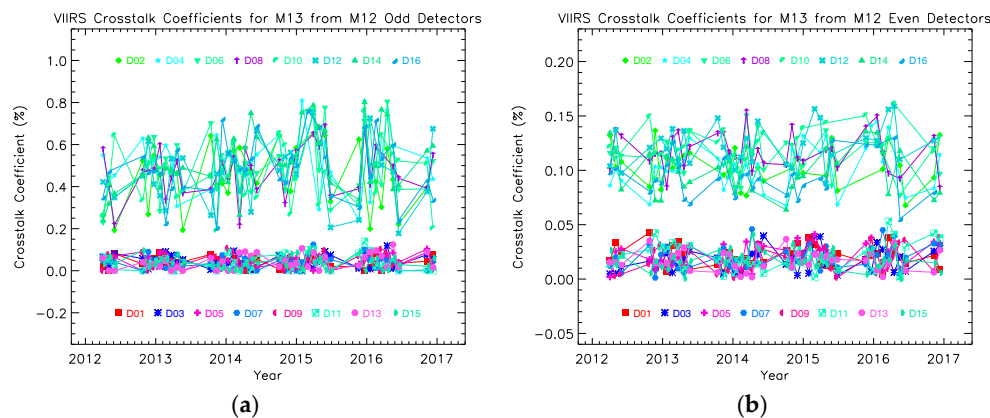 VIIRS Crosstalk Coefficients for M13 from M12 Odd Detectors
Crosstalk Coefficient (%)
1.0
0.8
0.6
0.4
0.2
0.0
−0.2
D02 D04 D06 D08 D10 D12 D14 D16
D01 D03 D05 D07 D09 D11 D13 D15
2012 2013 2014 2015 2016 2017
Year
(a)
VIIRS Crosstalk Coefficients for M13 from M12 Even Detectors
Crosstalk Coefficient (%)
0.20
0.15
0.10
0.05
0.00
−0.05
D02 D04 D06 D08 D10 D12 D14 D16
D01 D03 D05 D07 D09 D11 D13 D15
2012 2013 2014 2015 2016 2017
Year
(b)